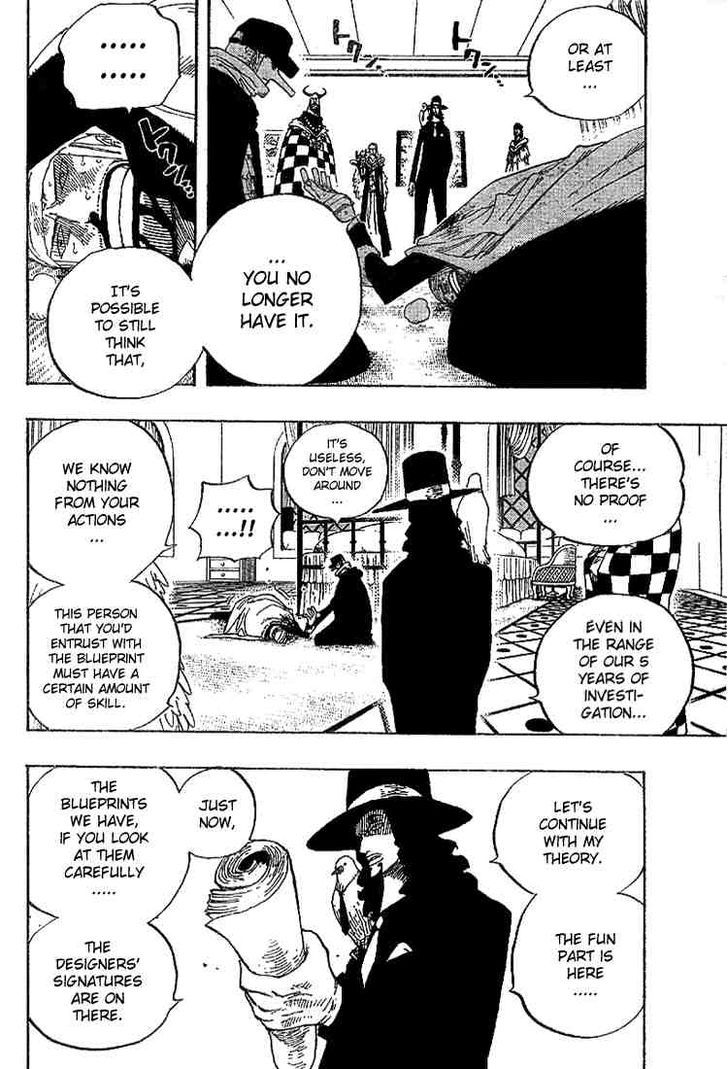 OR AT
LEAST
...
...
YOU NO
LONGER
HAVE IT.
IT'S
POSSIBLE
TO STILL
THINK
THAT,
.....
.....
OF
COURSE...
THERE'S
NO PROOF
...
EVEN IN
THE RANGE
OF OUR 5
YEARS OF
INVESTI-
GATION...
IT'S
USELESS,
DON'T MOVE
AROUND
...
.....
...!!
WE KNOW
NOTHING
FROM YOUR
ACTIONS
...
THIS PERSON
THAT YOU'D
ENTRUST WITH
THE BLUEPRINT
MUST HAVE A
CERTAIN AMOUNT
OF SKILL.
LET'S
CONTINUE
WITH MY
THEORY.
THE FUN
PART IS
HERE
.....
JUST
NOW,
THE
BLUEPRINTS
WE HAVE,
IF YOU LOOK
AT THEM
CAREFULLY
.....
THE
DESIGNERS'
SIGNATURES
ARE ON
THERE.